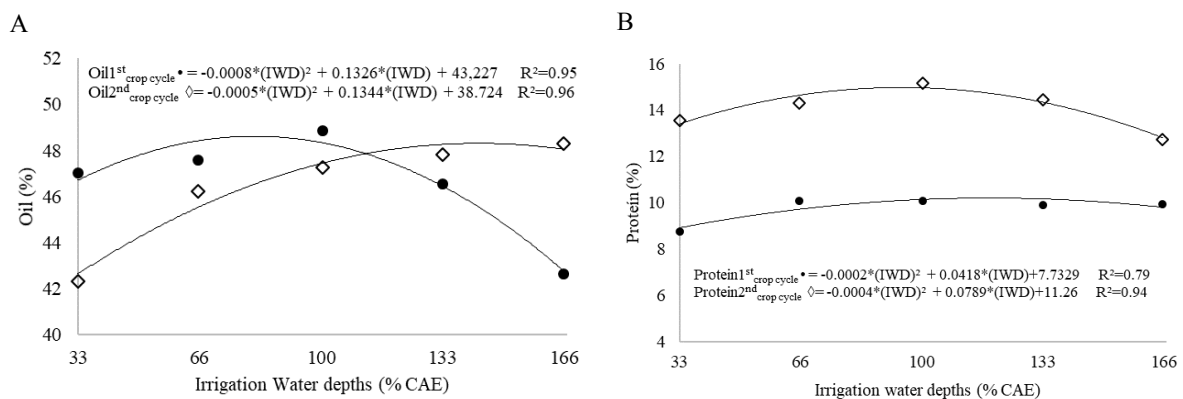 A
52
50
48
46
44
42
40
Oil (%)
Oil1st crop cycle • = -0.0008*(IWD)² + 0.1326*(IWD) + 43,227 R²=0.95
Oil2nd crop cycle ◊= -0.0005*(IWD)² + 0.1344*(IWD) + 38.724 R²=0.96
33 66 100 133 166
Irrigation Water depths (% CAE)
B
16
14
12
10
8
6
4
Protein (%)
Protein1st crop cycle • = -0.0002*(IWD)² + 0.0418*(IWD)+7.7329 R²=0.79
Protein2nd crop cycle ◊= -0.0004*(IWD)² + 0.0789*(IWD)+11.26 R²=0.94
33 66 100 133 166
Irrigation water depths (% CAE)